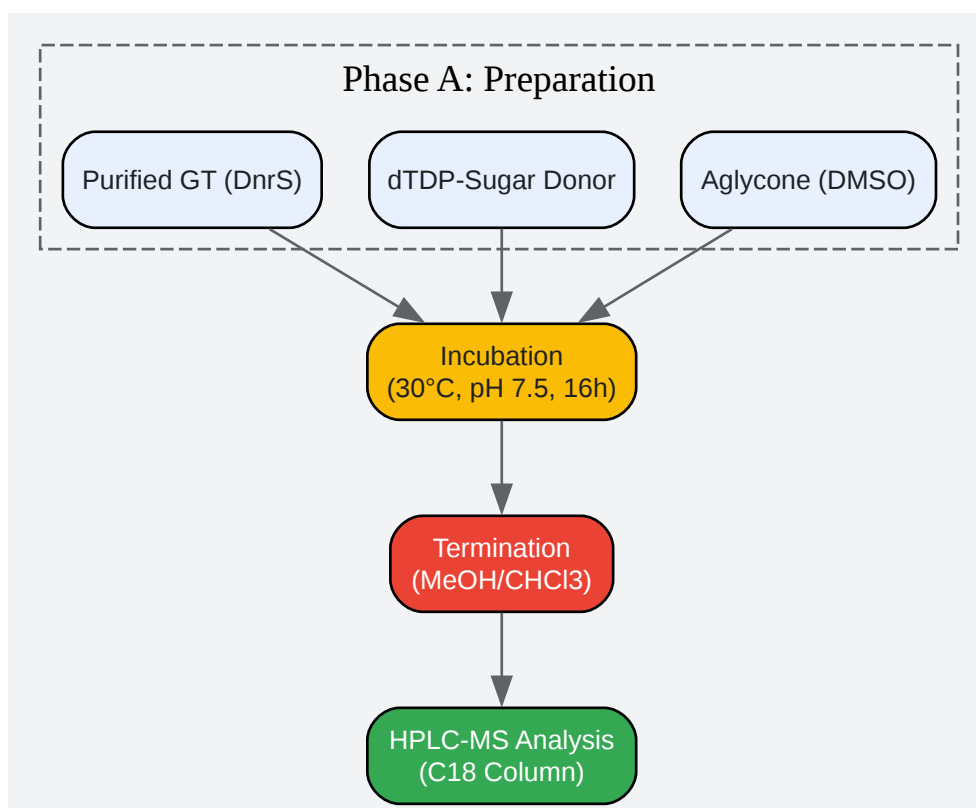 Phase A: Preparation
Purified GT (DnrS)
dTDP-Sugar Donor
Aglycone (DMSO)
Incubation
(30°C, pH 7.5, 16h)
Termination
(MeOH/CHCl3)
HPLC-MS Analysis
(C18 Column)